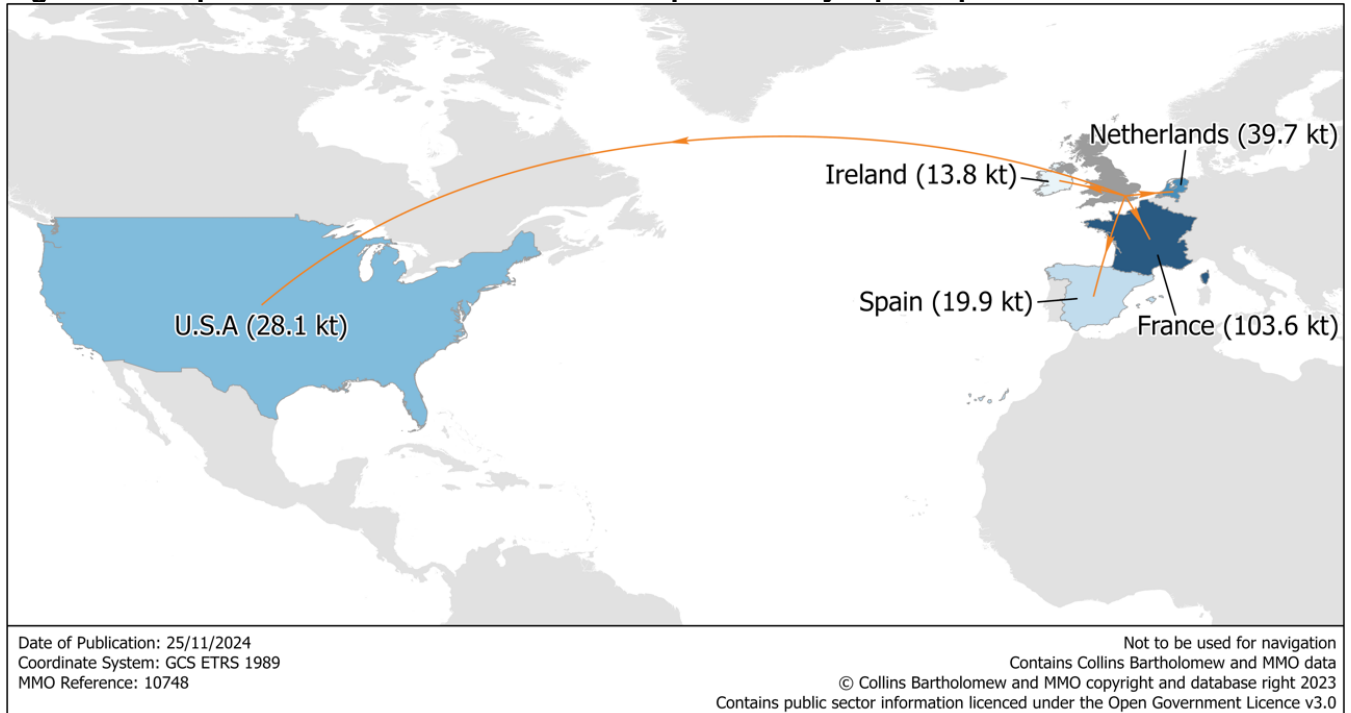 Netherlands (39.7 kt)
Ireland (13.8 kt)
Spain (19.9 kt)
U.S.A (28.1 kt)
France (103.6 kt)
Date of Publication: 25/11/2024
Coordinate System: GCS ETRS 1989
MMO Reference: 10748
Not to be used for navigation
Contains Collins Bartholomew and MMO data
© Collins Bartholomew and MMO copyright and database right 2023
Contains public sector information licenced under the Open Government Licence v3.0